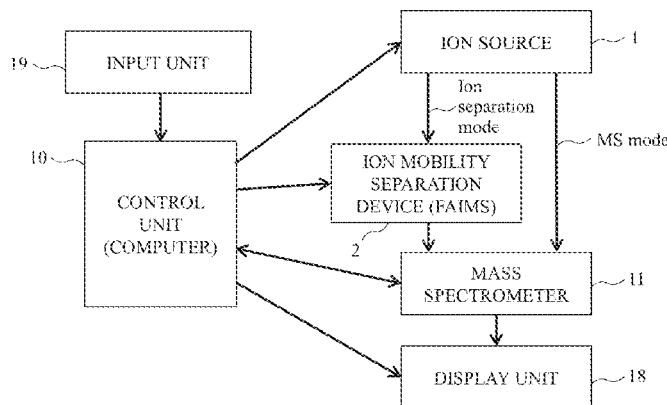 19
INPUT UNIT
ION SOURCE
1
Ion
separation
mode
MS mode
10
CONTROL
UNIT
(COMPUTER)
ION MOBILITY
SEPARATION
DEVICE (FAIMS)
2
MASS
SPECTROMETER
11
DISPLAY UNIT
18